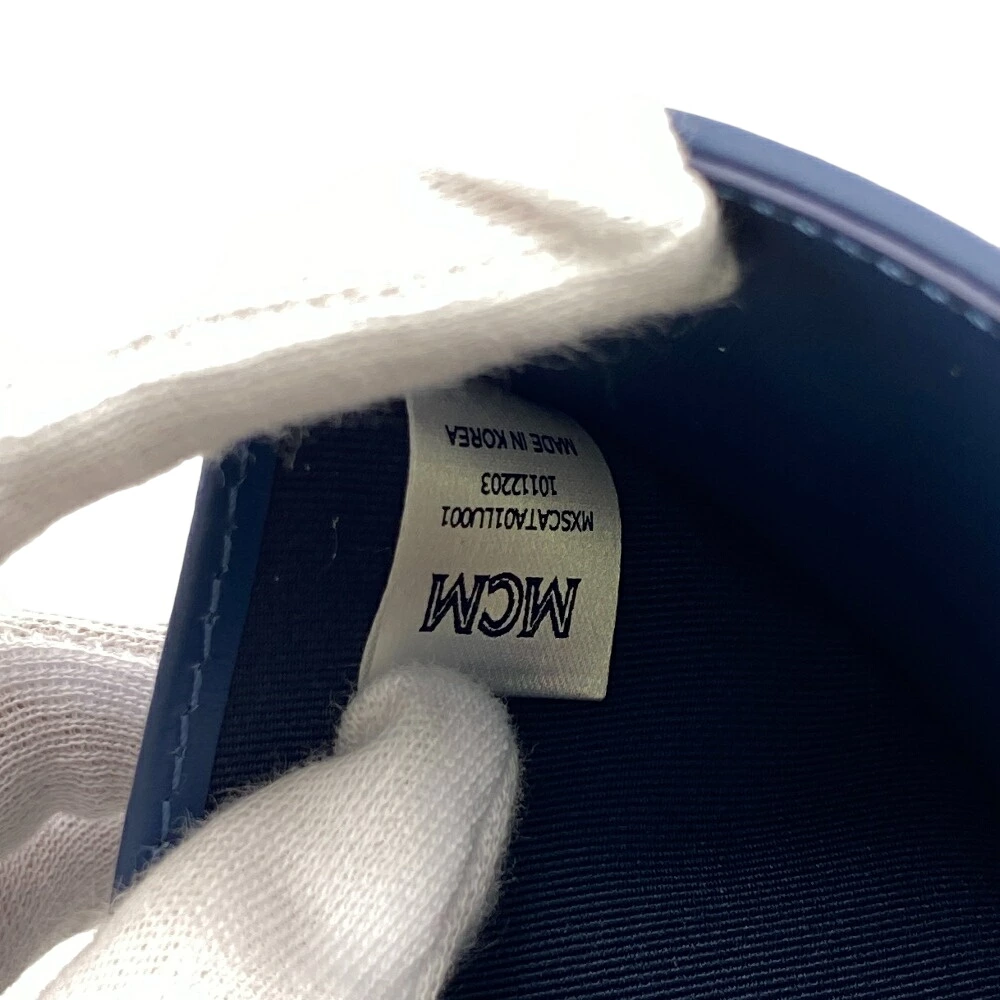 MCM
MXSCATA01LU001
10112203
MADE IN KOREA